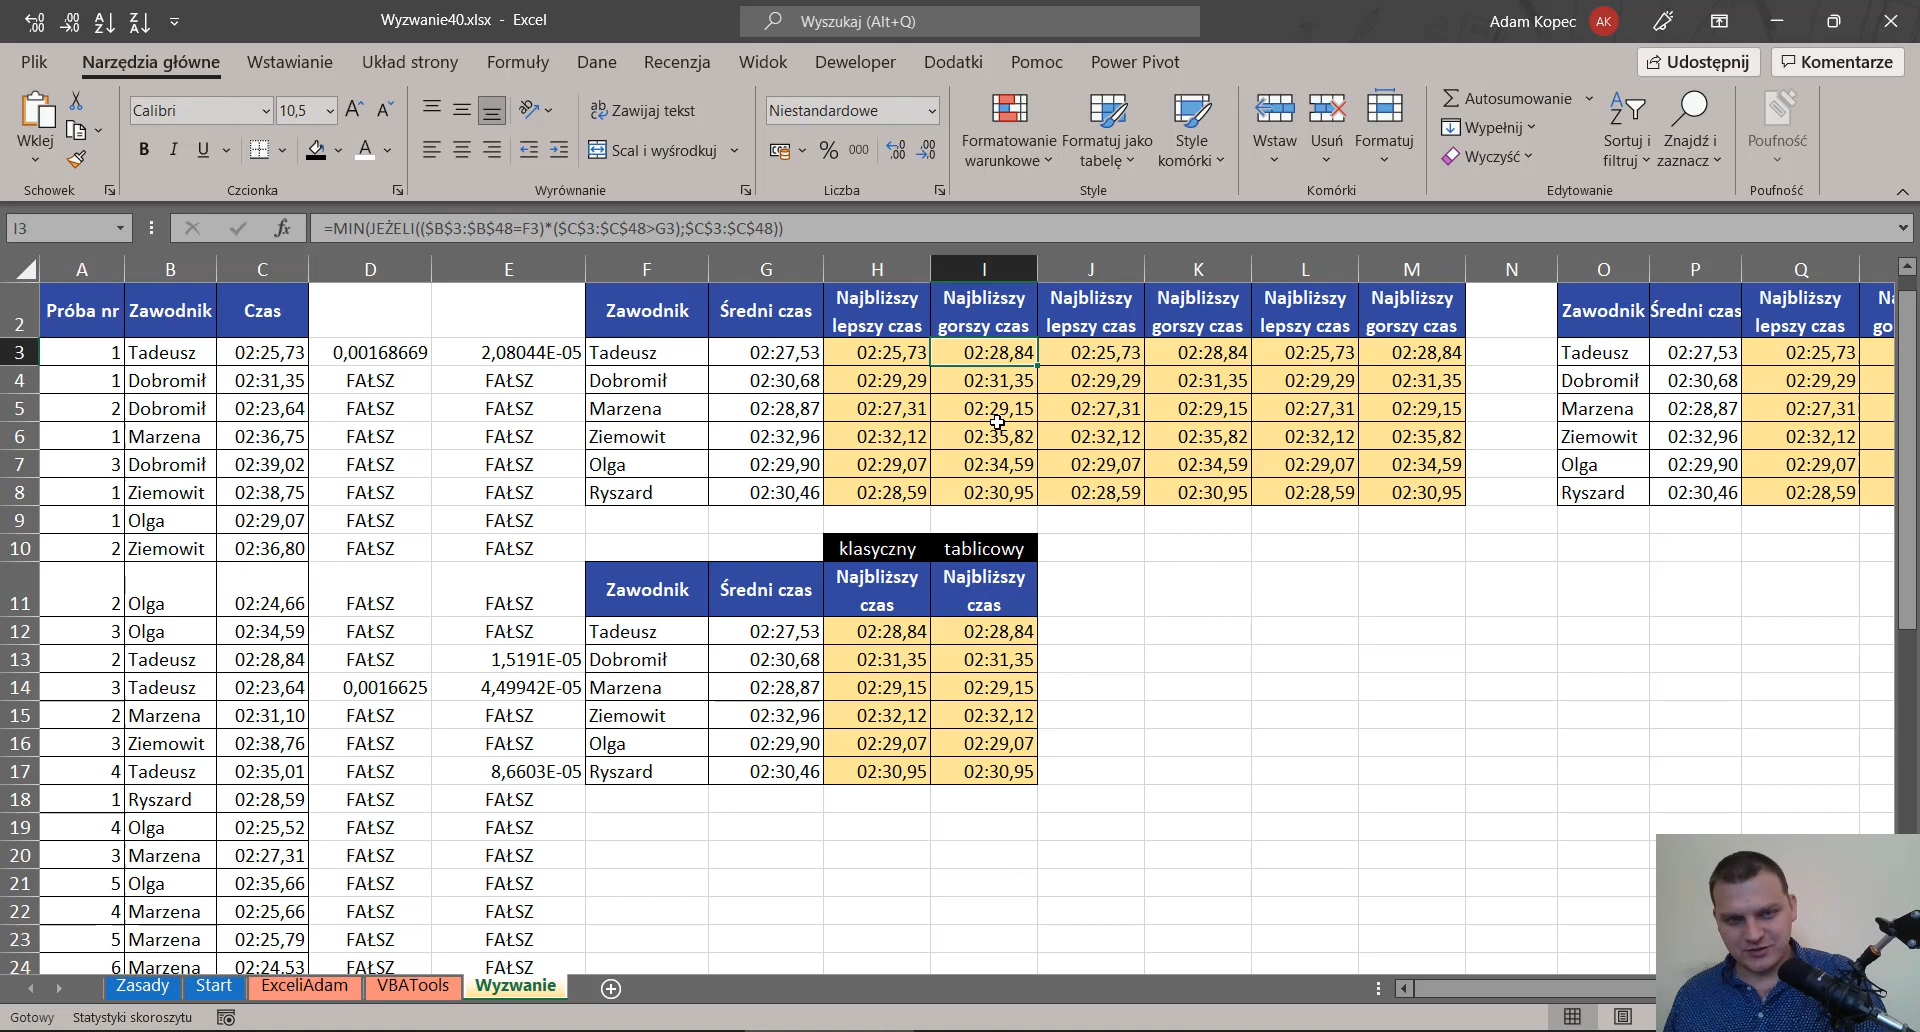 Wyzwanie40.xlsx - Excel
Wyszukaj (Alt+Q)
Adam Kopec AK
Plik Narzędzia główne Wstawianie Układ strony Formuły Dane Recenzja Widok Deweloper Dodatki Pomoc Power Pivot Udostępnij Komentarze
Calibri 10,5 Zawijaj tekst Niestandardowe Autosumowanie
Wklej Formatowanie Formatuj jako Style Wstaw Usuń Formatuj Wypełnij Sortuj i Znajdź i Poufność
B I U A Scal i wyśrodkuj % 000 warunkowe tabelę komórki Wyczyść filtruj zaznacz
Schowek Czcionka Wyrównanie Liczba Style Komórki Edytowanie Poufność
I3 fx =MIN(JEŻELI(($B$3:$B$48=F3)*($C$3:$C$48>G3);$C$3:$C$48))
A B C D E F G H I J K L M N O P Q
2 Próba nr Zawodnik Czas Zawodnik Średni czas Najbliższy lepszy czas Najbliższy gorszy czas Najbliższy lepszy czas Najbliższy gorszy czas Najbliższy lepszy czas Najbliższy gorszy czas Zawodnik Średni czas Najbliższy lepszy czas
3 1 Tadeusz 02:25,73 0,00168669 2,08044E-05 Tadeusz 02:27,53 02:25,73 02:28,84 02:25,73 02:28,84 02:25,73 02:28,84 Tadeusz 02:27,53 02:25,73
4 1 Dobromił 02:31,35 FAŁSZ FAŁSZ Dobromił 02:30,68 02:29,29 02:31,35 02:29,29 02:31,35 02:29,29 02:31,35 Dobromił 02:30,68 02:29,29
5 2 Dobromił 02:23,64 FAŁSZ FAŁSZ Marzena 02:28,87 02:27,31 02:29,15 02:27,31 02:29,15 02:27,31 02:29,15 Marzena 02:28,87 02:27,31
6 1 Marzena 02:36,75 FAŁSZ FAŁSZ Ziemowit 02:32,96 02:32,12 02:35,82 02:32,12 02:35,82 02:32,12 02:35,82 Ziemowit 02:32,96 02:32,12
7 3 Dobromił 02:39,02 FAŁSZ FAŁSZ Olga 02:29,90 02:29,07 02:34,59 02:29,07 02:34,59 02:29,07 02:34,59 Olga 02:29,90 02:29,07
8 1 Ziemowit 02:38,75 FAŁSZ FAŁSZ Ryszard 02:30,46 02:28,59 02:30,95 02:28,59 02:30,95 02:28,59 02:30,95 Ryszard 02:30,46 02:28,59
9 1 Olga 02:29,07 FAŁSZ FAŁSZ
10 2 Ziemowit 02:36,80 FAŁSZ FAŁSZ klasyczny tablicowy
11 2 Olga 02:24,66 FAŁSZ FAŁSZ Zawodnik Średni czas Najbliższy czas Najbliższy czas
12 3 Olga 02:34,59 FAŁSZ FAŁSZ Tadeusz 02:27,53 02:28,84 02:28,84
13 2 Tadeusz 02:28,84 FAŁSZ 1,5191E-05 Dobromił 02:30,68 02:31,35 02:31,35
14 3 Tadeusz 02:23,64 0,0016625 4,49942E-05 Marzena 02:28,87 02:29,15 02:29,15
15 2 Marzena 02:31,10 FAŁSZ FAŁSZ Ziemowit 02:32,96 02:32,12 02:32,12
16 3 Ziemowit 02:38,76 FAŁSZ FAŁSZ Olga 02:29,90 02:29,07 02:29,07
17 4 Tadeusz 02:35,01 FAŁSZ 8,6603E-05 Ryszard 02:30,46 02:30,95 02:30,95
18 1 Ryszard 02:28,59 FAŁSZ FAŁSZ
19 4 Olga 02:25,52 FAŁSZ FAŁSZ
20 3 Marzena 02:27,31 FAŁSZ FAŁSZ
21 5 Olga 02:35,66 FAŁSZ FAŁSZ
22 4 Marzena 02:25,66 FAŁSZ FAŁSZ
23 5 Marzena 02:25,79 FAŁSZ FAŁSZ
24 6 Marzena 02:24,53 FAŁSZ FAŁSZ
Zasady Start ExceliAdam VBATools Wyzwanie
Gotowy Statystyki skoroszytu